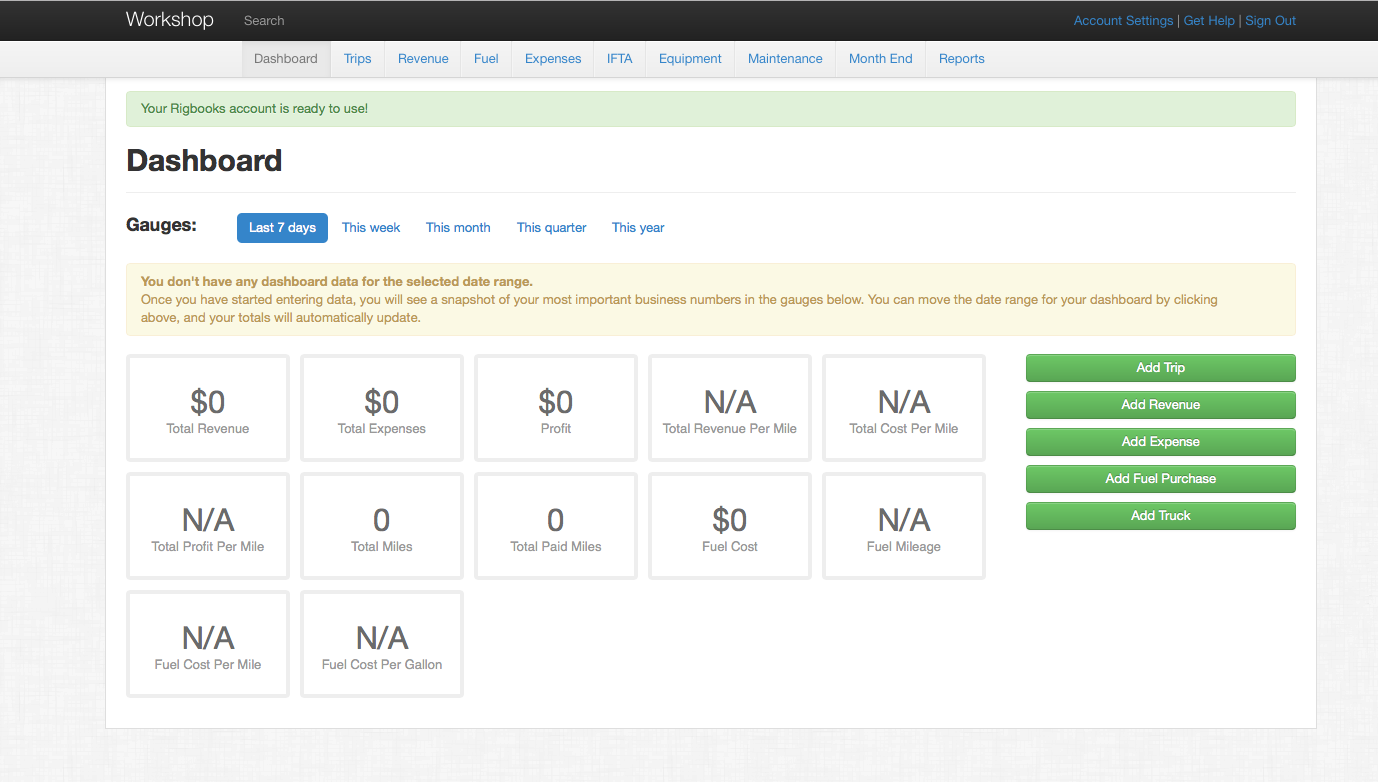 Workshop Search Account Settings | Get Help | Sign Out
Dashboard Trips Revenue Fuel Expenses IFTA Equipment Maintenance Month End Reports
Your Rigbooks account is ready to use!
Dashboard
Gauges: Last 7 days This week This month This quarter This year
You don't have any dashboard data for the selected date range.
Once you have started entering data, you will see a snapshot of your most important business numbers in the gauges below. You can move the date range for your dashboard by clicking
above, and your totals will automatically update.
$0 $0 $0 N/A N/A
Total Revenue Total Expenses Profit Total Revenue Per Mile Total Cost Per Mile
N/A 0 0 $0 N/A
Total Profit Per Mile Total Miles Total Paid Miles Fuel Cost Fuel Mileage
N/A N/A
Fuel Cost Per Mile Fuel Cost Per Gallon
Add Trip
Add Revenue
Add Expense
Add Fuel Purchase
Add Truck